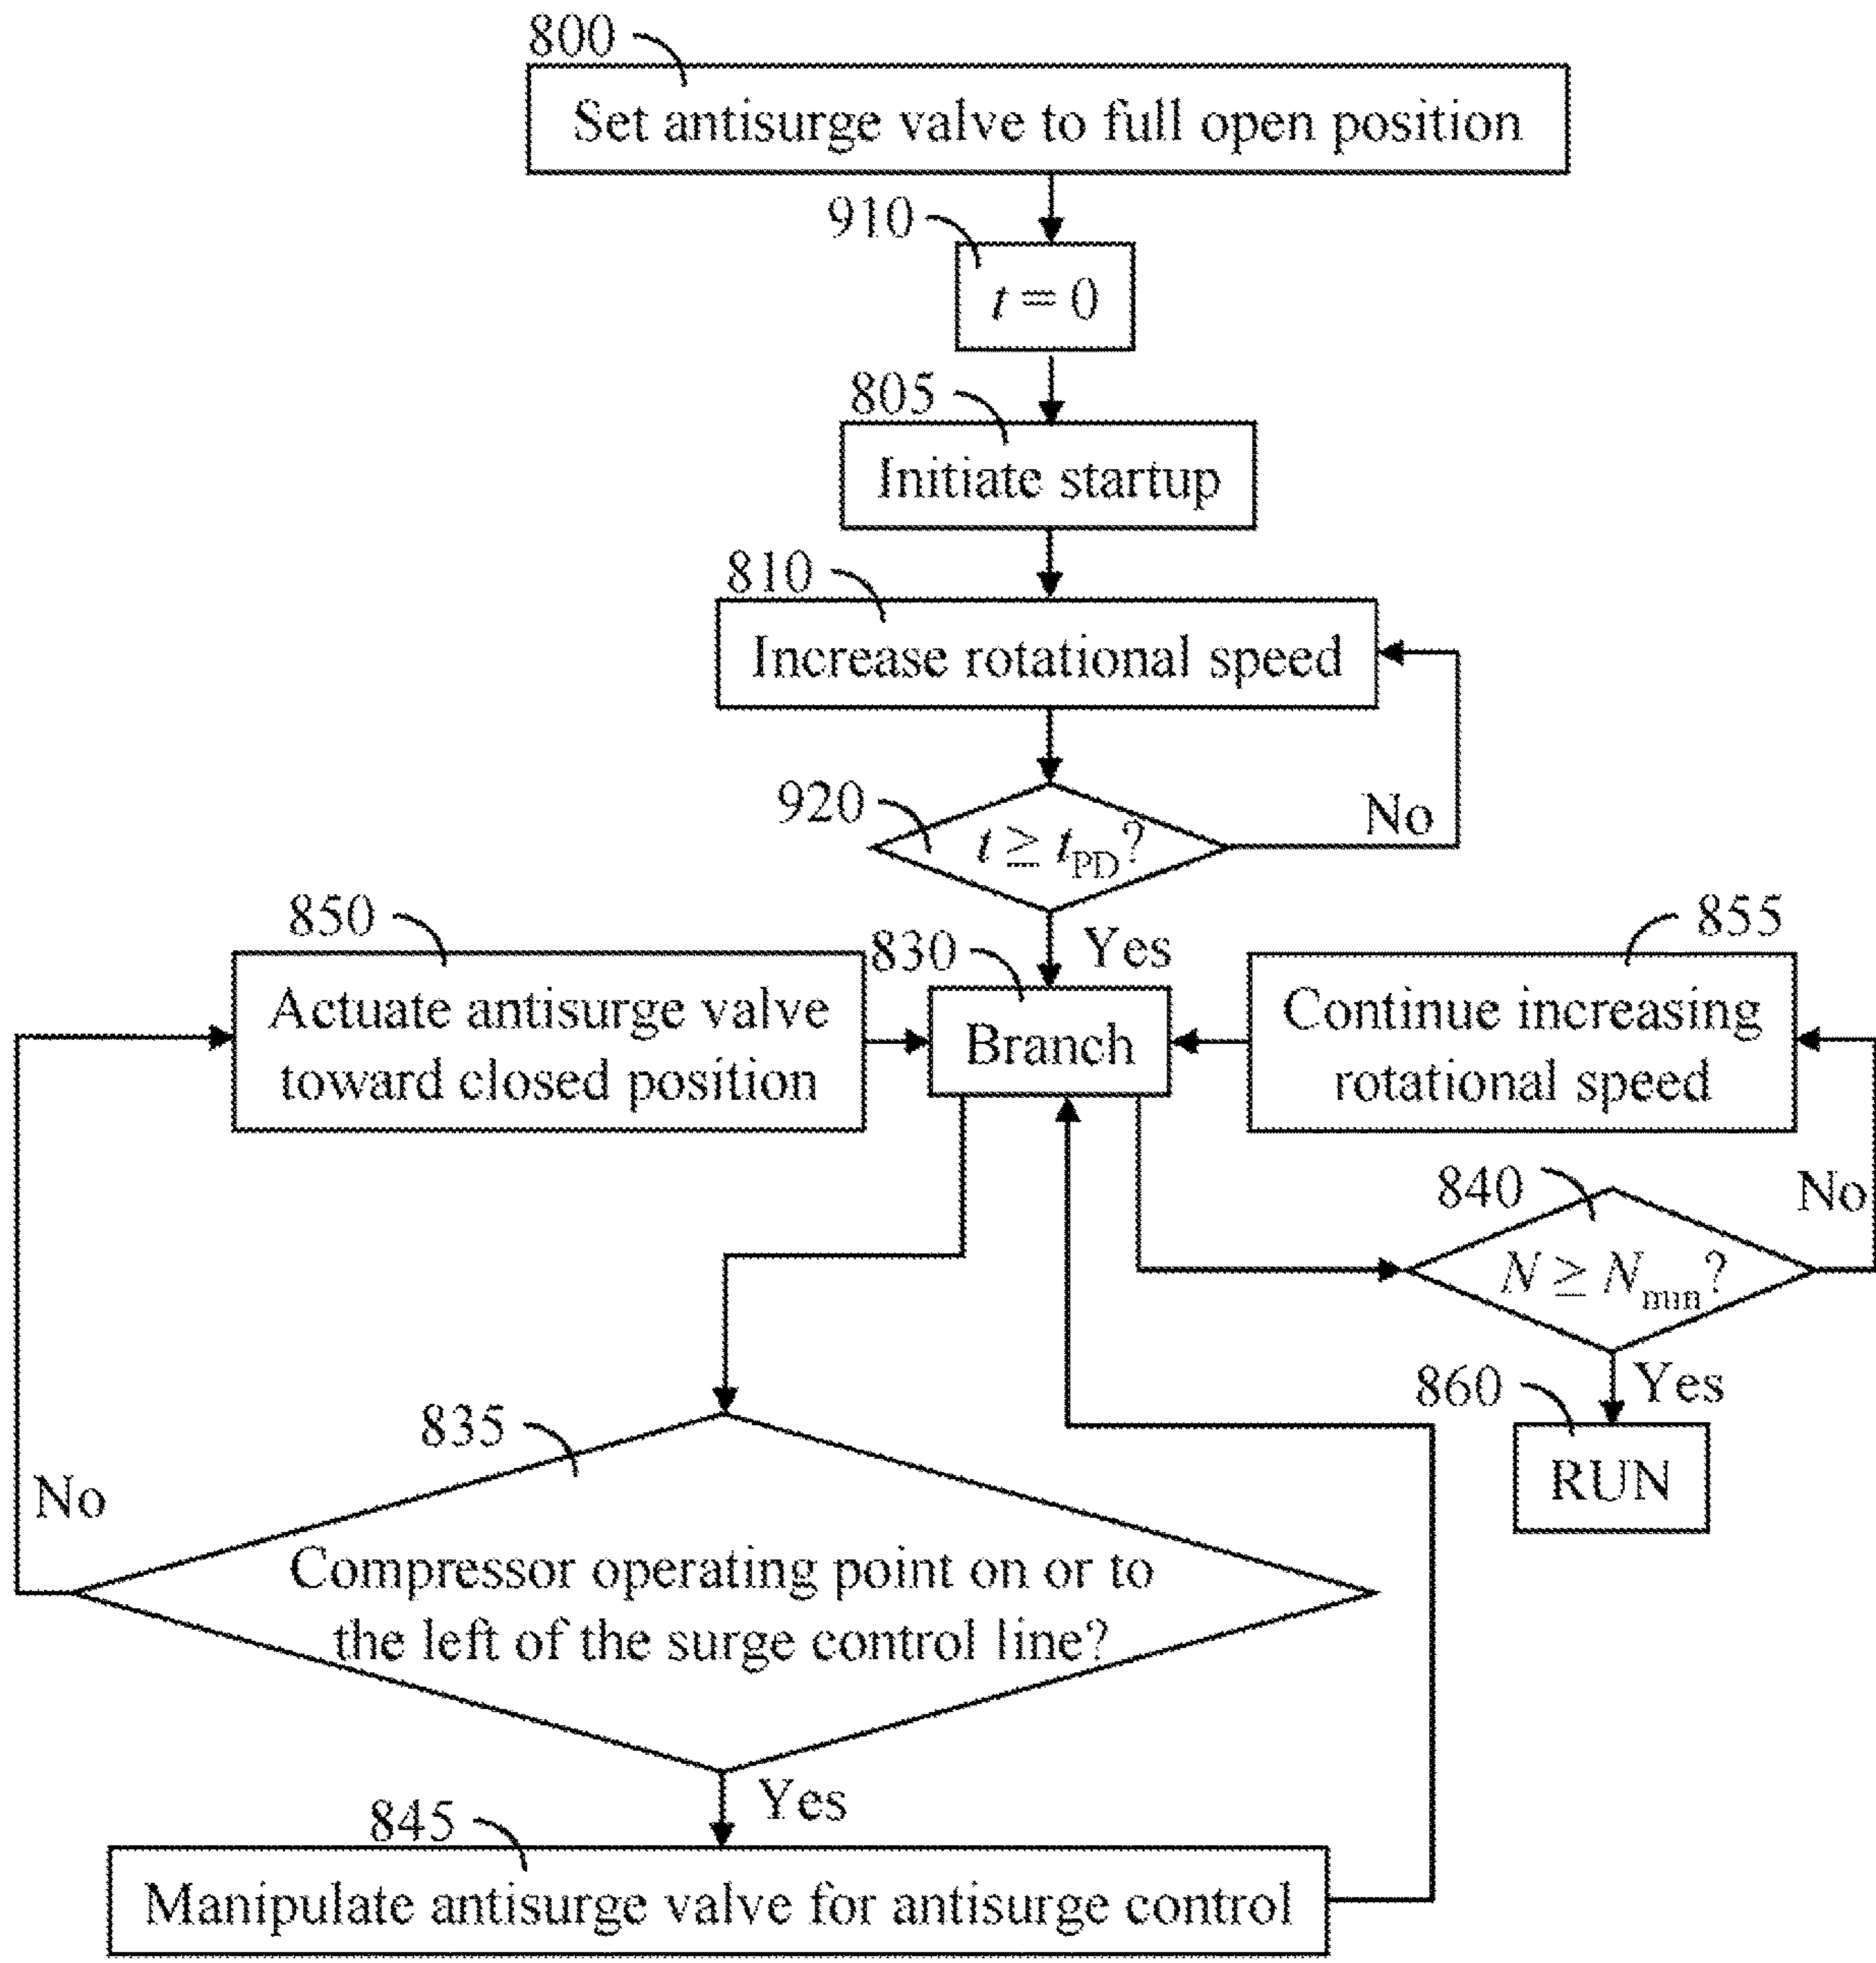 800
Set antisurge valve to full open position
910
t = 0
805
Initiate startup
810
Increase rotational speed
920
t ≥ tPD?
No
Yes
850
Actuate antisurge valve
toward closed position
830
Branch
855
Continue increasing
rotational speed
840
N ≥ Nmin?
No
Yes
860
RUN
835
Compressor operating point on or to
the left of the surge control line?
No
Yes
845
Manipulate antisurge valve for antisurge control